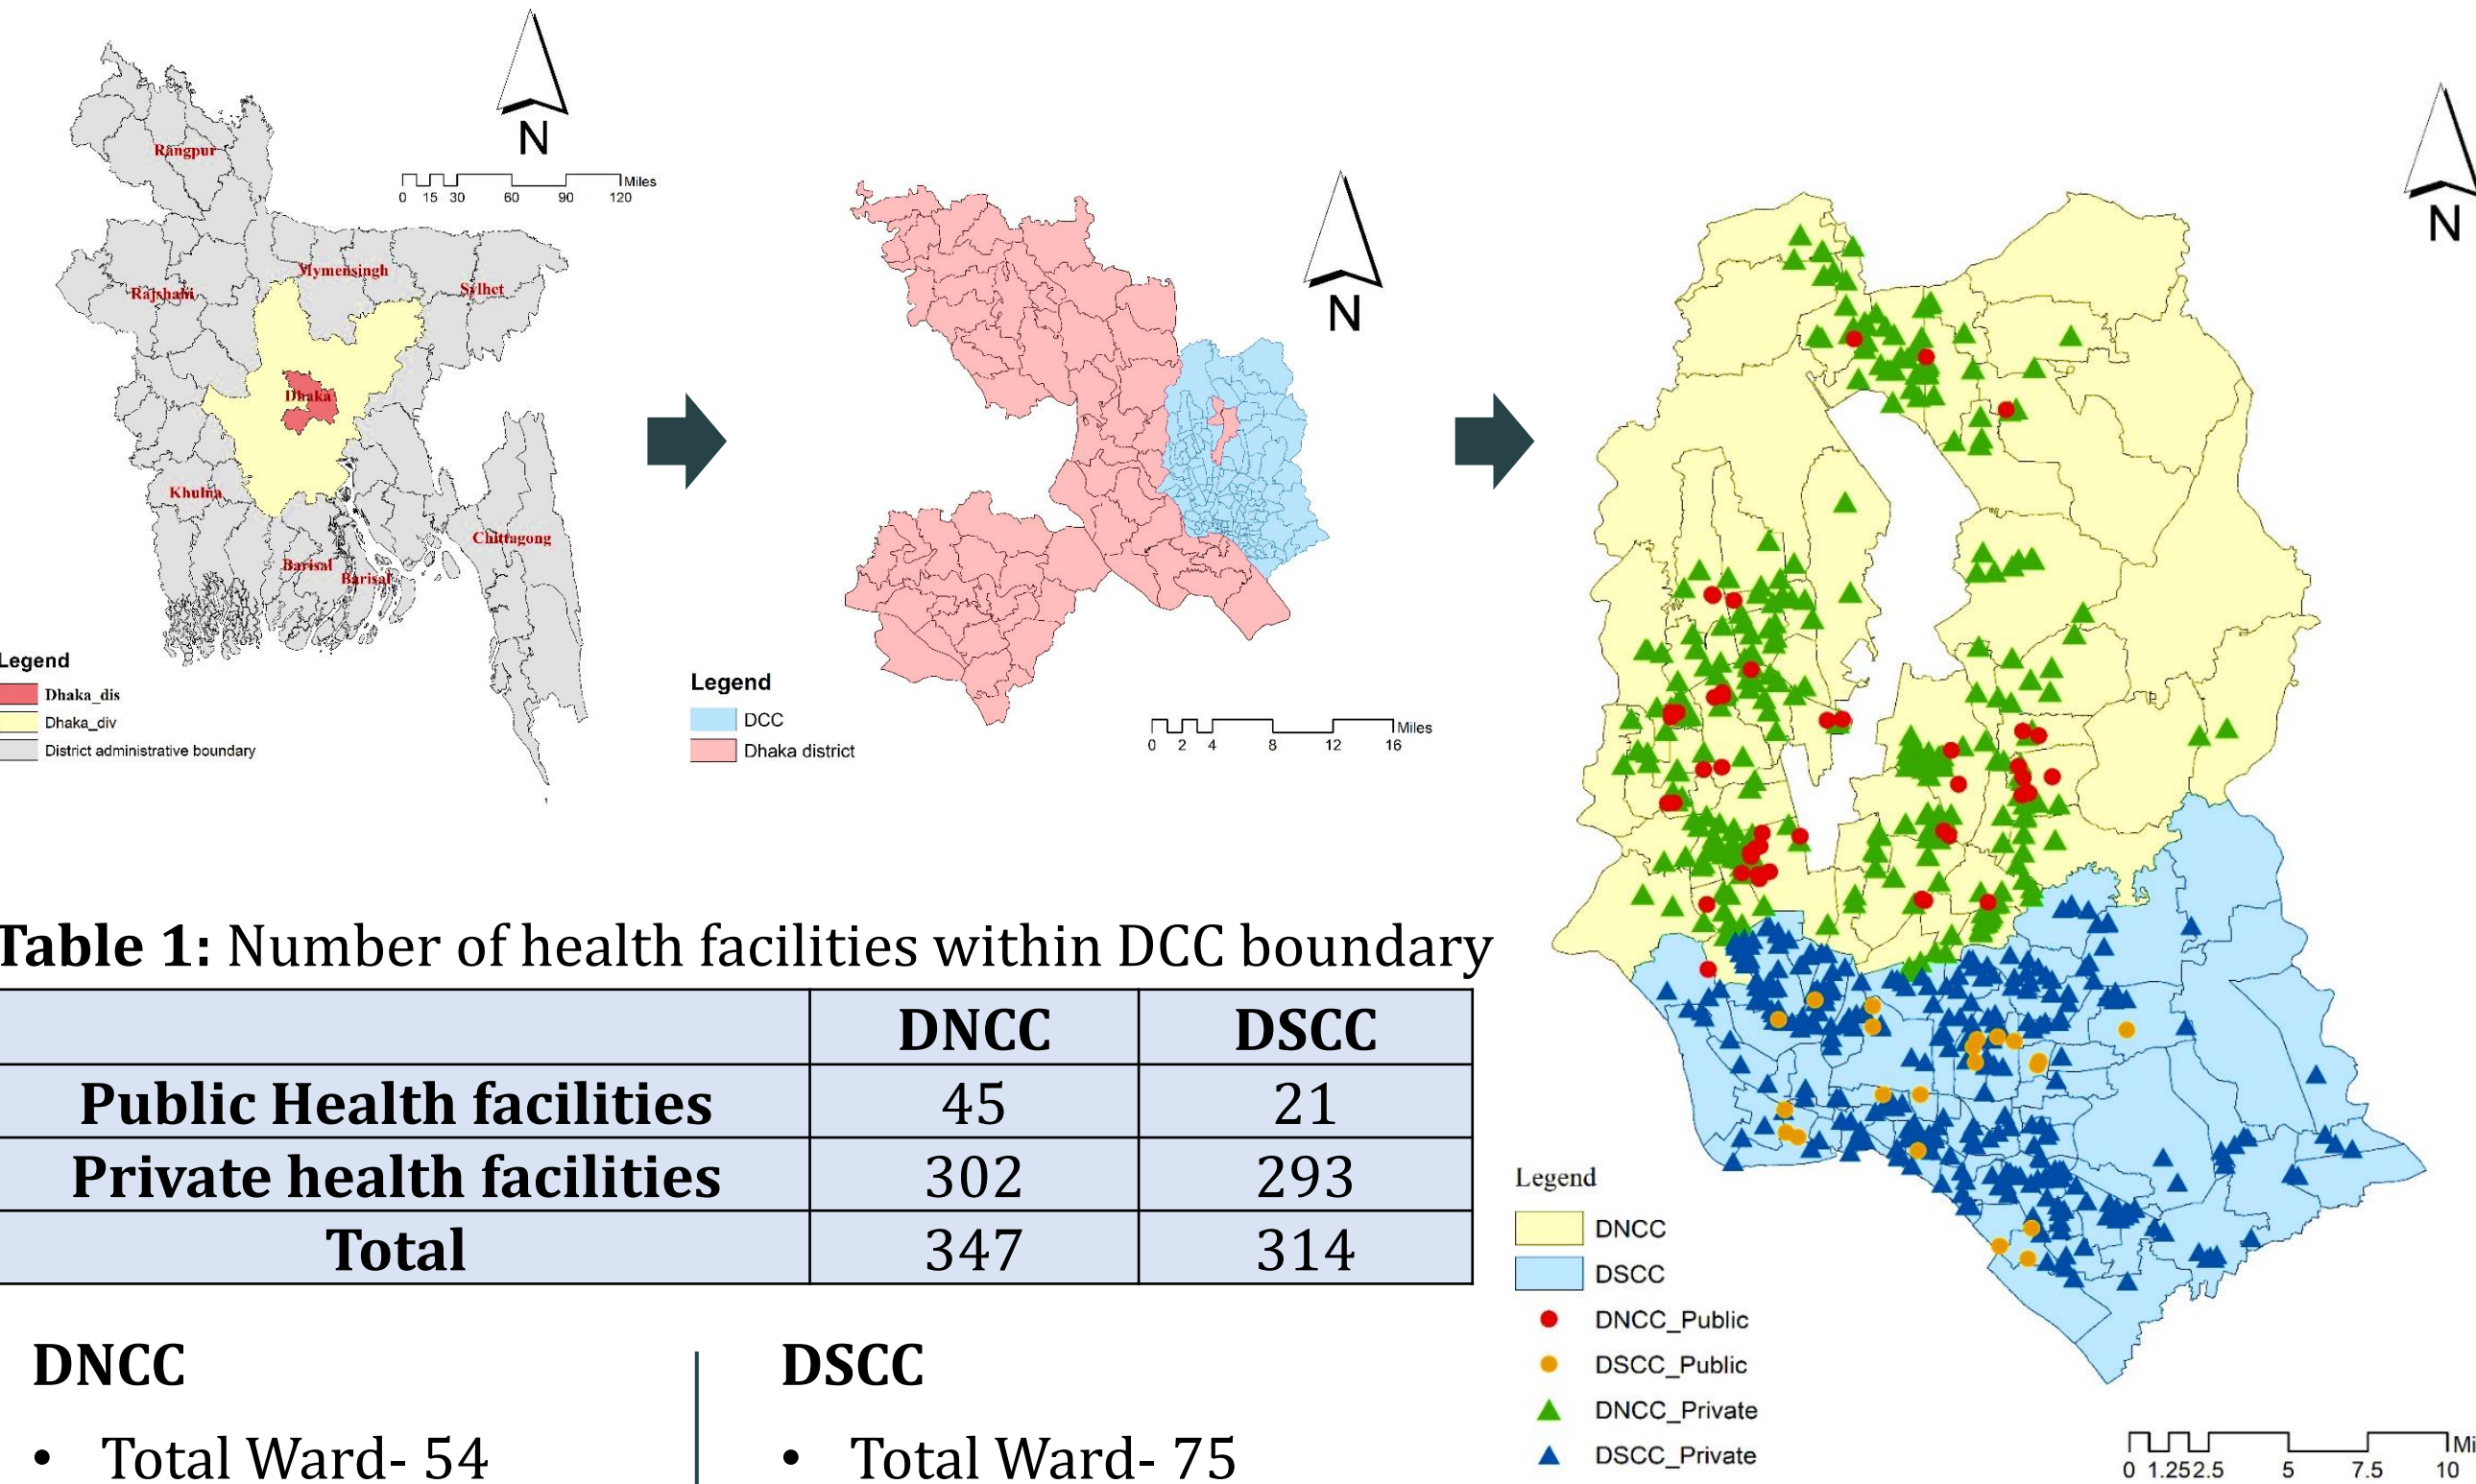 N
Miles
0 15 30 60 90 120
Rangpur
Mymensingh
Rajshahi
Sylhet
Dhaka
Khulna
Chittagong
Barisal
Barisal
Legend
Dhaka_dis
Dhaka_div
District administrative boundary
N
Legend
DCC
Dhaka district
Miles
0 2 4 8 12 16
N
Legend
DNCC
DSCC
DNCC_Public
DSCC_Public
DNCC_Private
DSCC_Private
Mi
0 1.25 2.5 5 7.5 10
Table 1: Number of health facilities within DCC boundary
DNCC DSCC
Public Health facilities 45 21
Private health facilities 302 293
Total 347 314
DNCC
• Total Ward- 54
DSCC
• Total Ward- 75